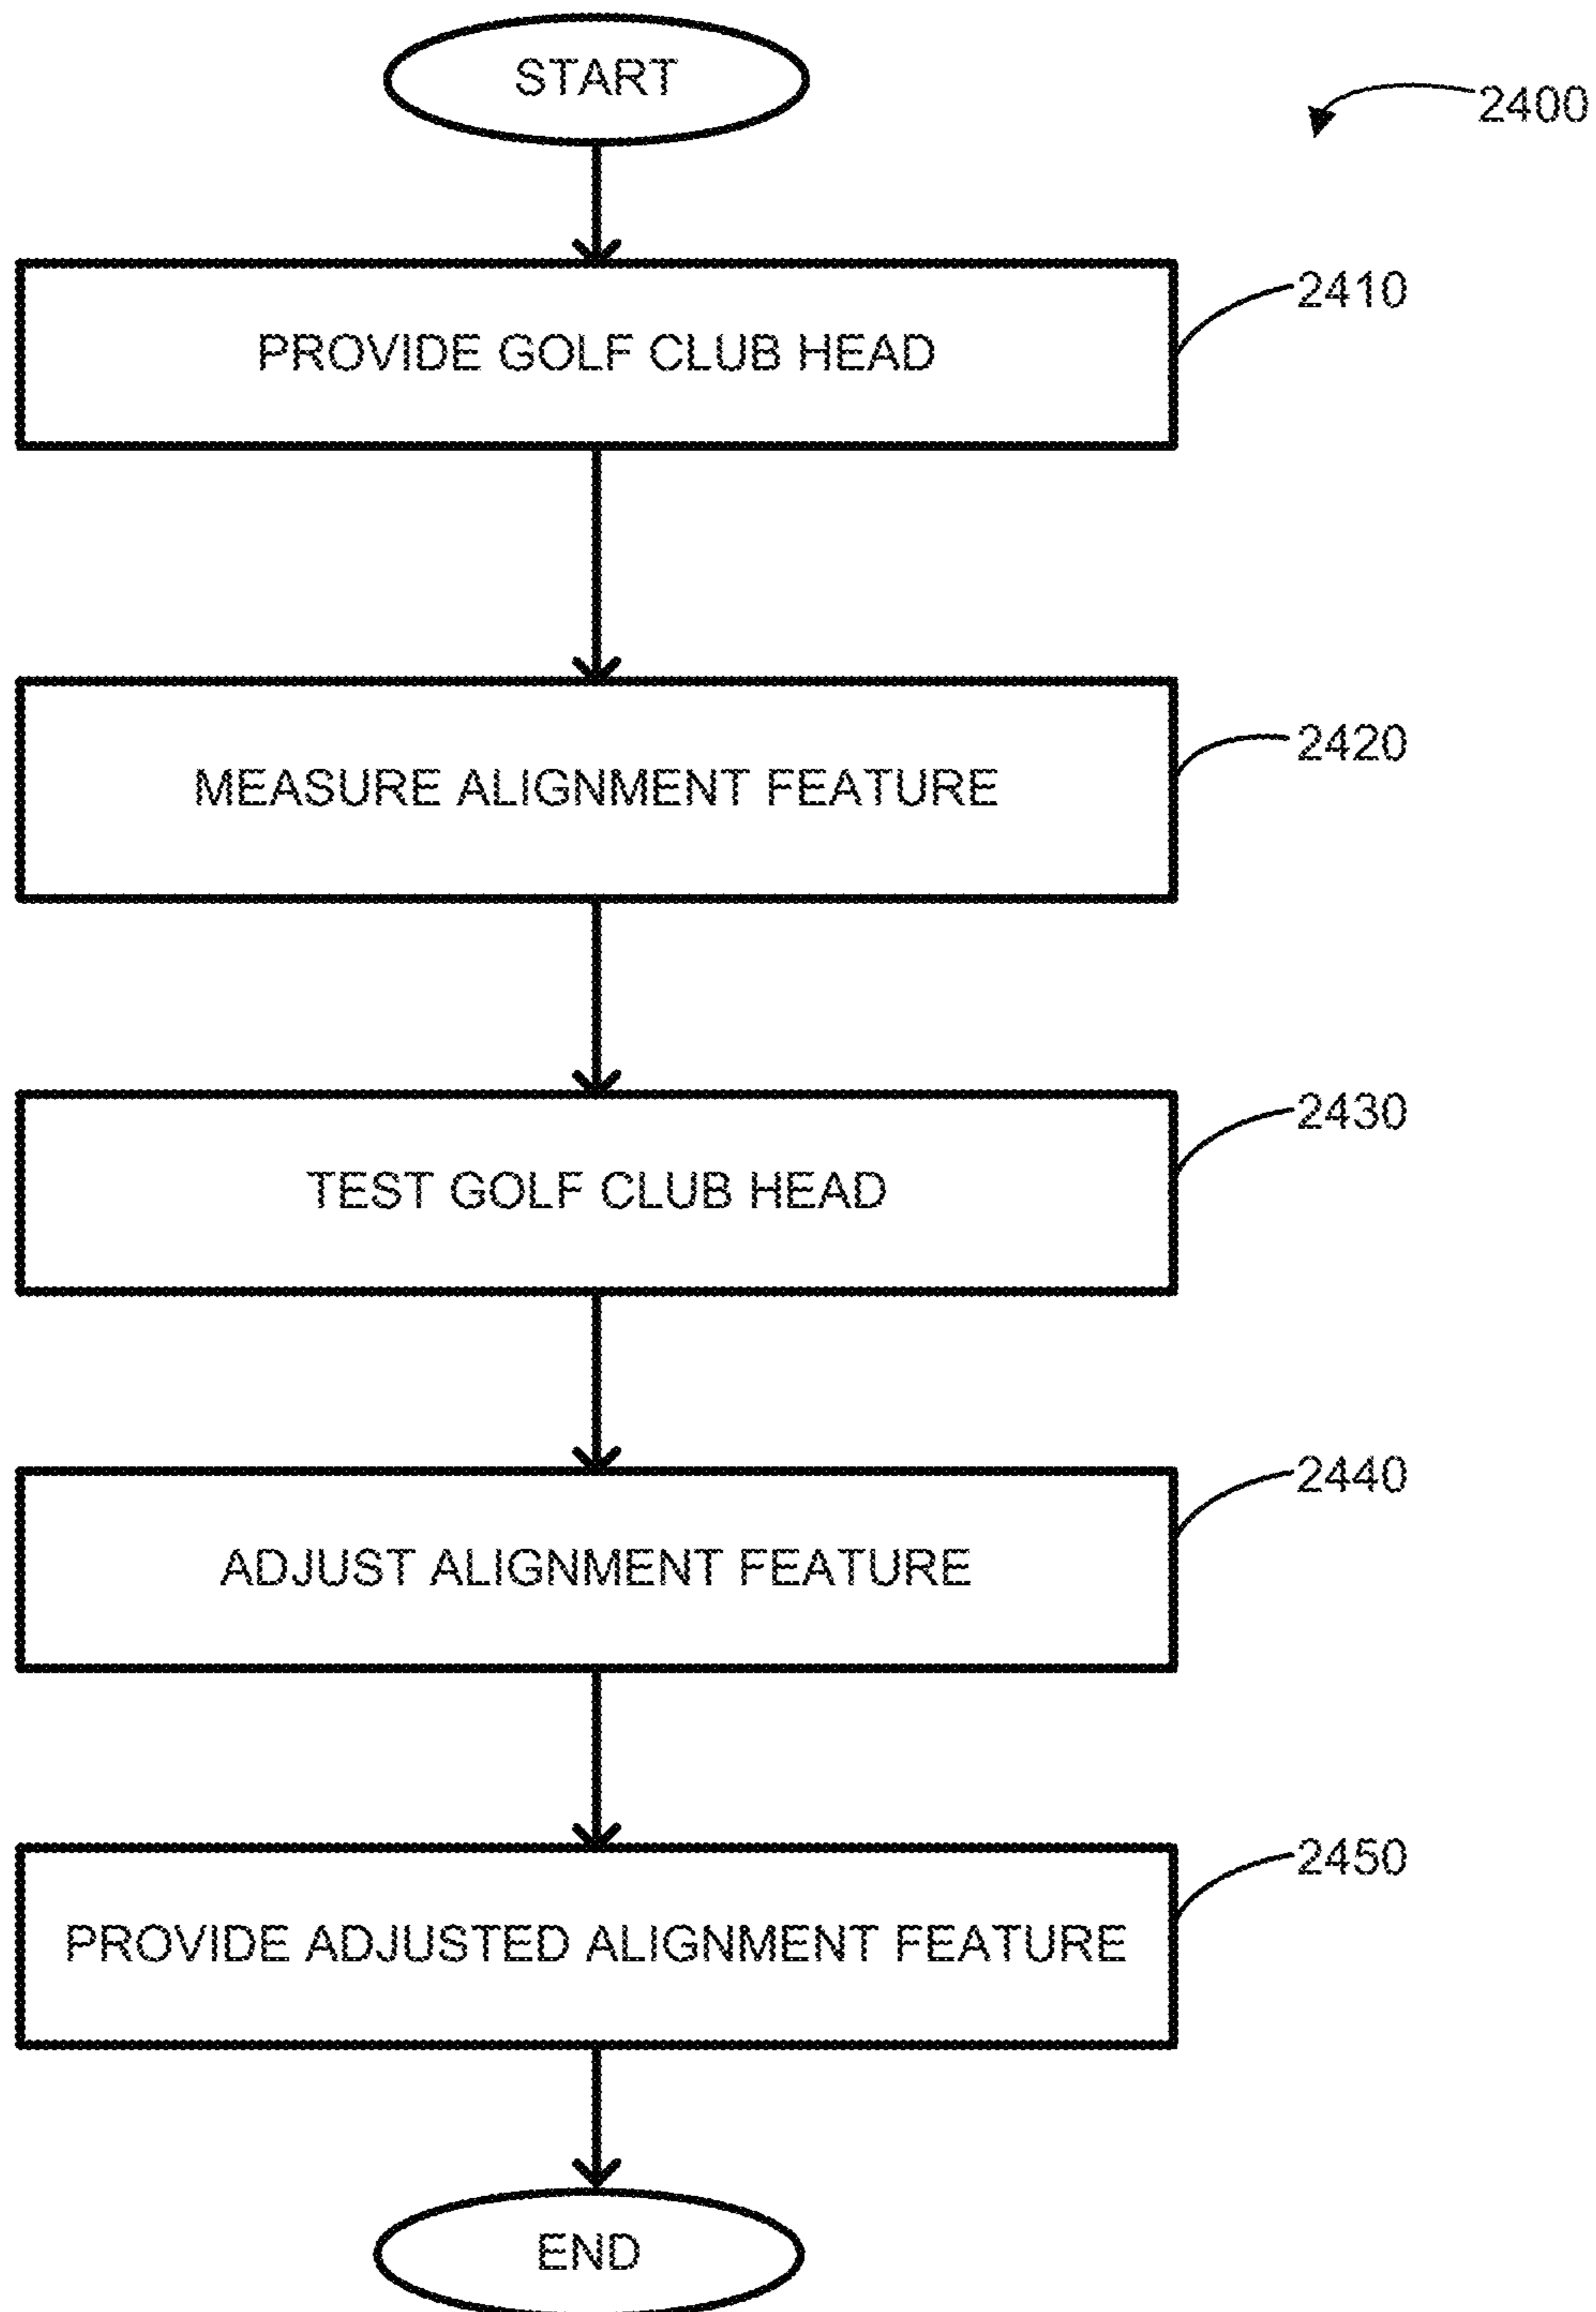 START
2400
PROVIDE GOLF CLUB HEAD
2410
MEASURE ALIGNMENT FEATURE
2420
TEST GOLF CLUB HEAD
2430
ADJUST ALIGNMENT FEATURE
2440
PROVIDE ADJUSTED ALIGNMENT FEATURE
2450
END